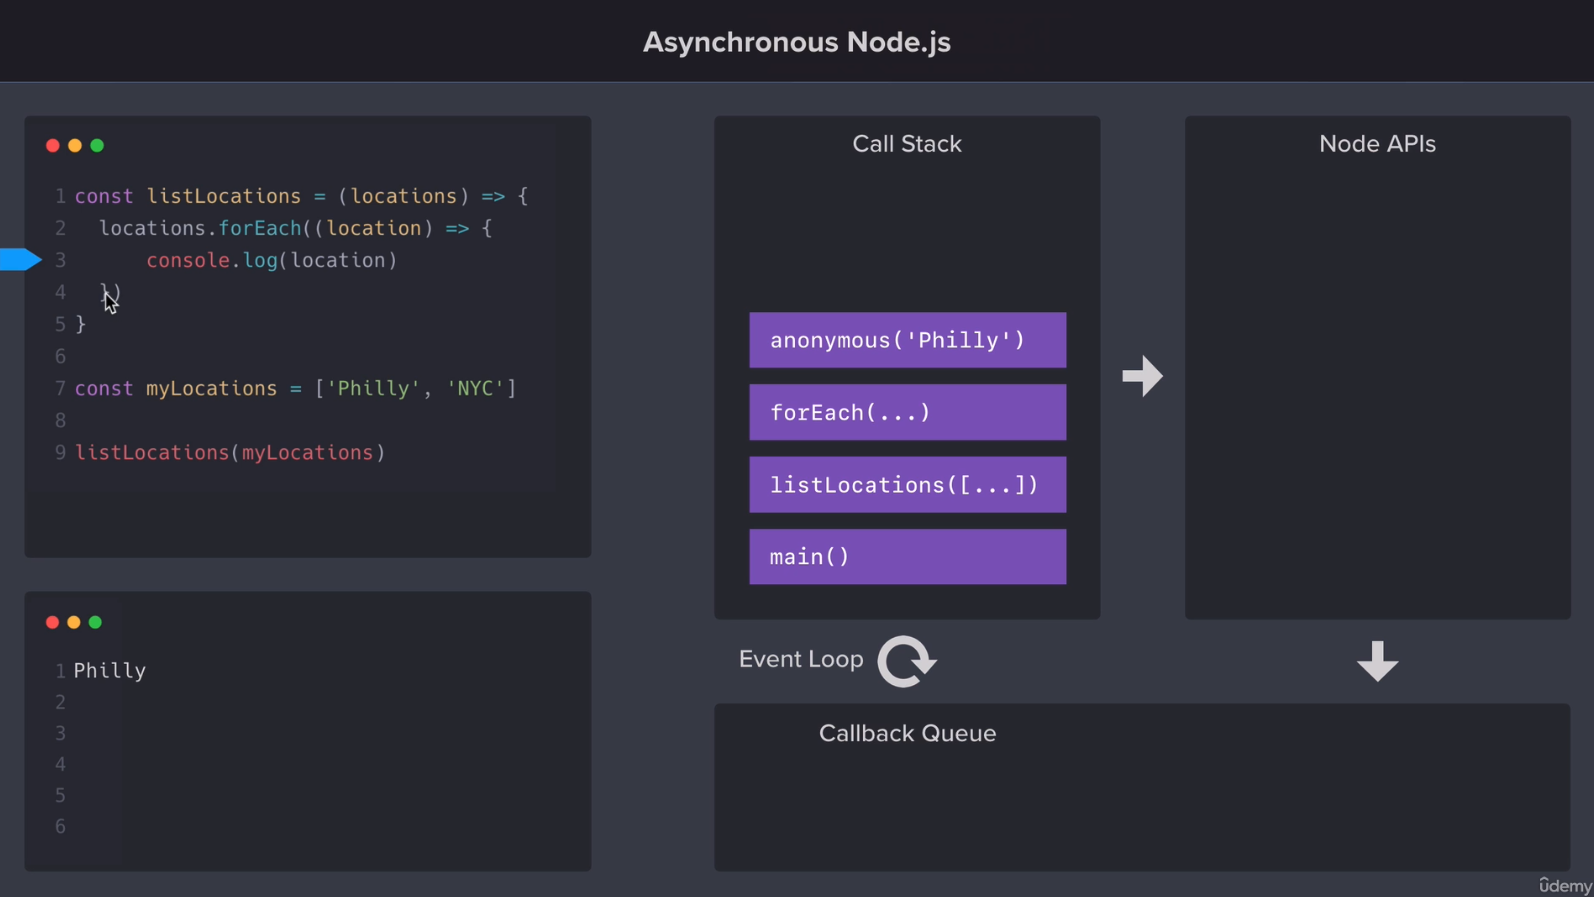 Asynchronous Node.js
1 const listLocations = (locations) => {
2 locations.forEach((location) => {
3 console.log(location)
4 })
5 }
6
7 const myLocations = ['Philly', 'NYC']
8
9 listLocations(myLocations)
1 Philly
2
3
4
5
6
Call Stack
anonymous('Philly')
forEach(...)
listLocations([...])
main()
Node APIs
Event Loop
Callback Queue
ûdemy